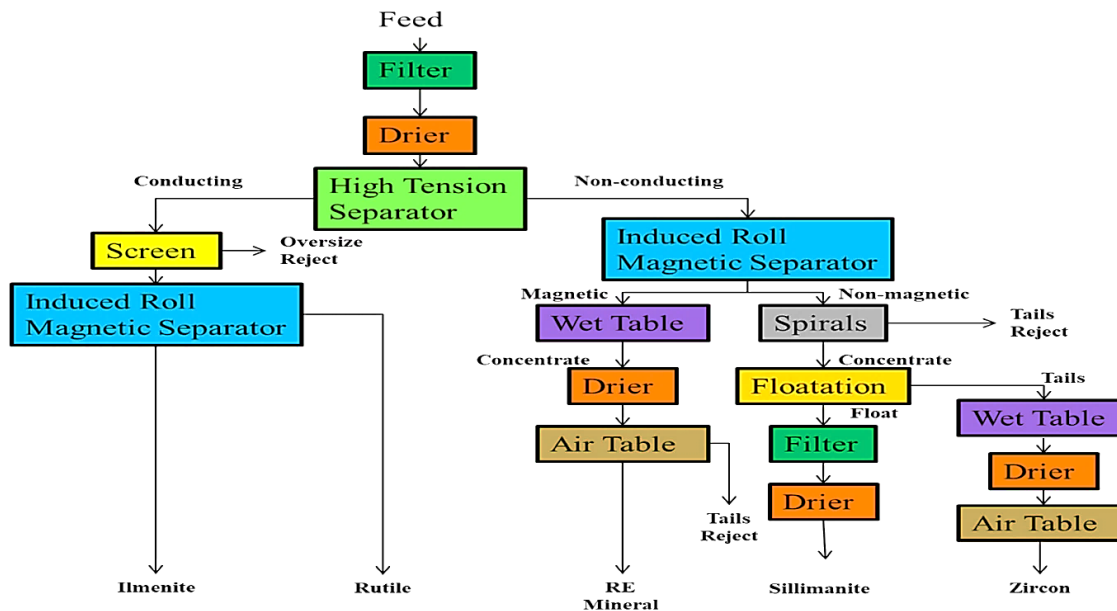 Feed
Filter
Drier
Conducting
Non-conducting
High Tension
Separator
Screen
Oversize
Reject
Induced Roll
Magnetic Separator
Induced Roll
Magnetic Separator
Magnetic
Non-magnetic
Wet Table
Spirals
Tails
Reject
Concentrate
Concentrate
Drier
Floatation
Tails
Float
Wet Table
Air Table
Filter
Drier
Drier
Tails
Reject
Air Table
Ilmenite
Rutile
RE
Mineral
Sillimanite
Zircon